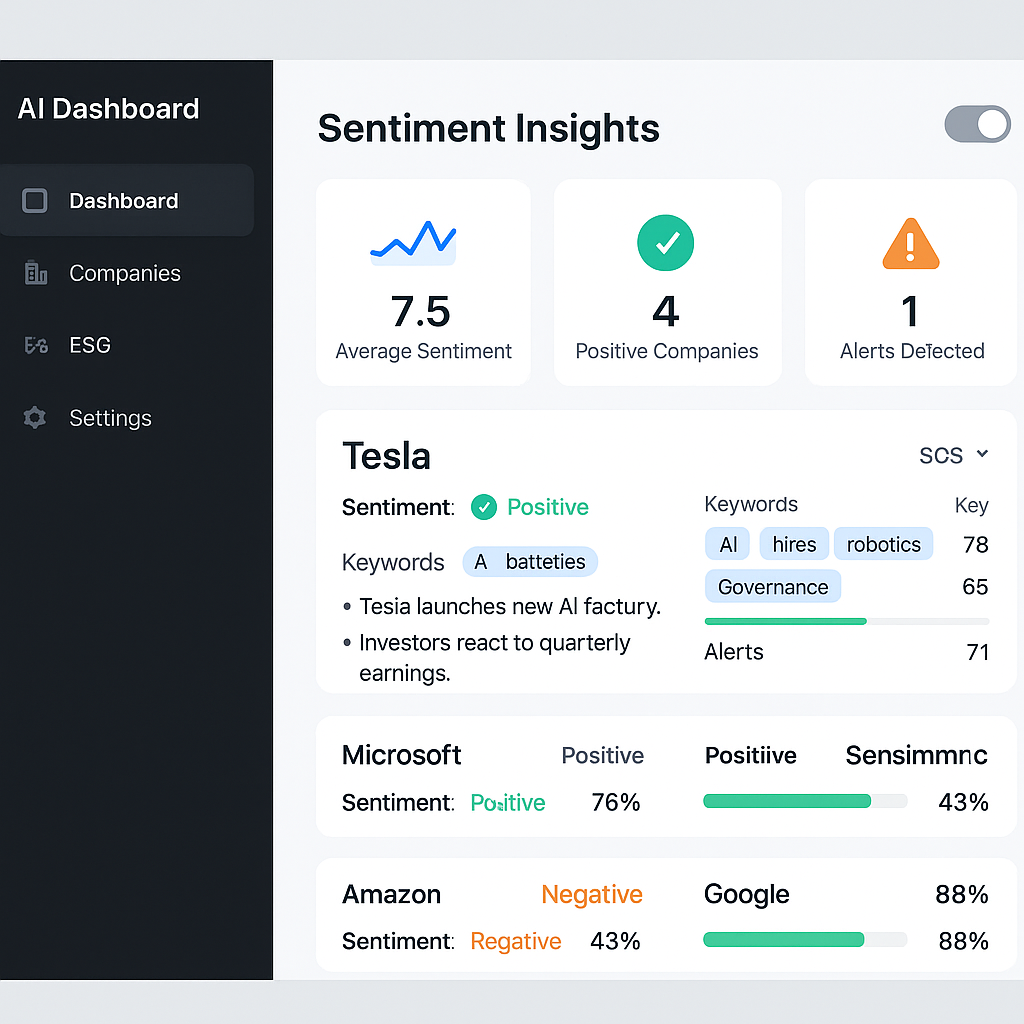 AI Dashboard
Dashboard
Companies
ESG
Settings
Sentiment Insights
7.5
Average Sentiment
4
Positive Companies
1
Alerts Detected
Tesla
SCS
Sentiment: Positive
Keywords A batteties
• Tesia launches new AI factury.
• Investors react to quarterly
earnings.
Keywords Key
AI hires robotics 78
Governance 65
Alerts 71
Microsoft Positive
Sentiment: Poitive 76%
Positiive Sensimmnc
43%
Amazon Negative
Sentiment: Regative 43%
Google 88%
88%